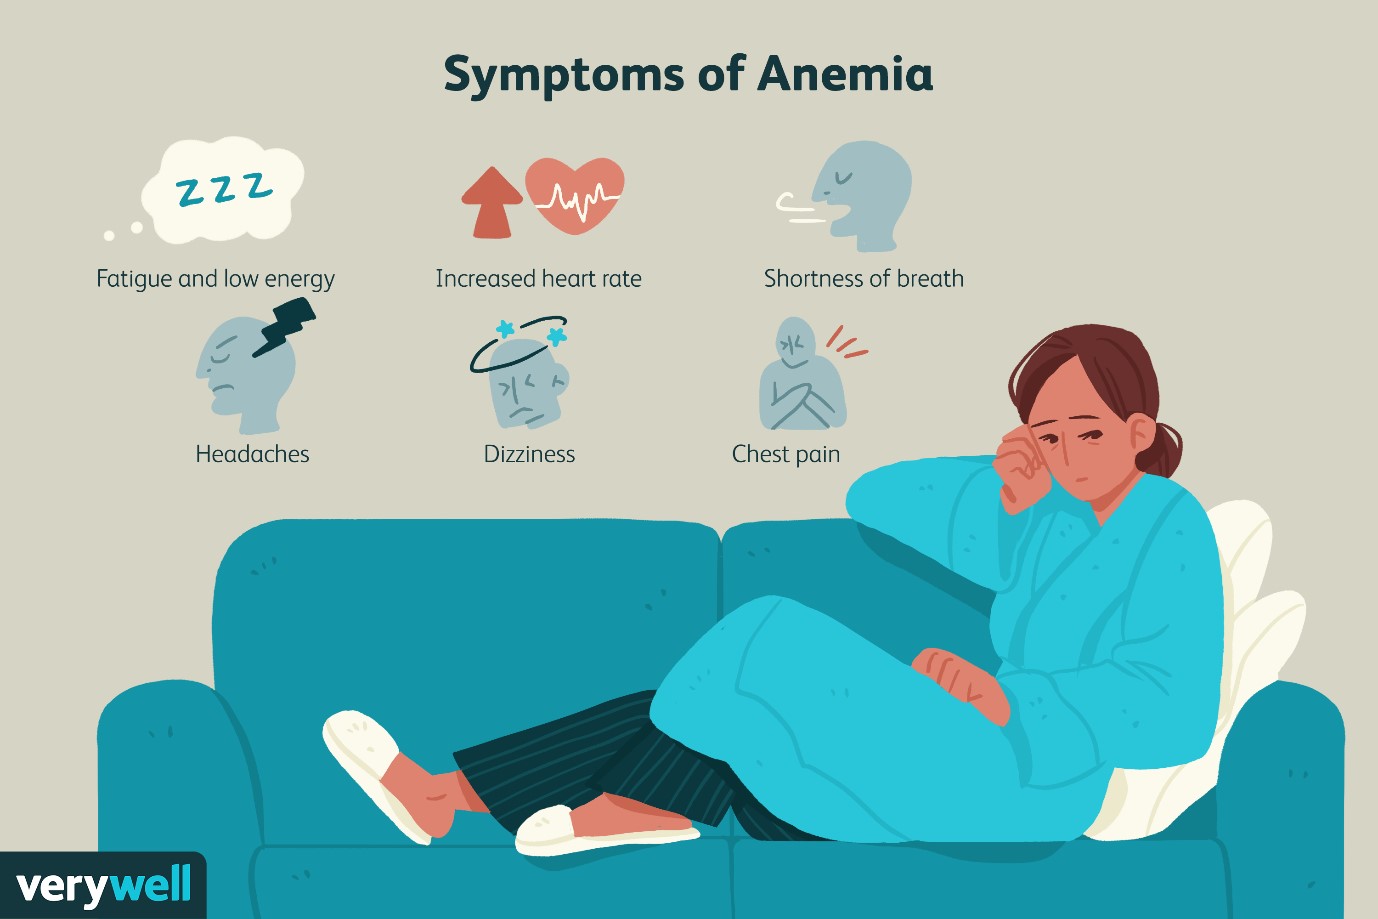 Symptoms of Anemia
z z z
Fatigue and low energy
Increased heart rate
Shortness of breath
Headaches
Dizziness
Chest pain
verywell